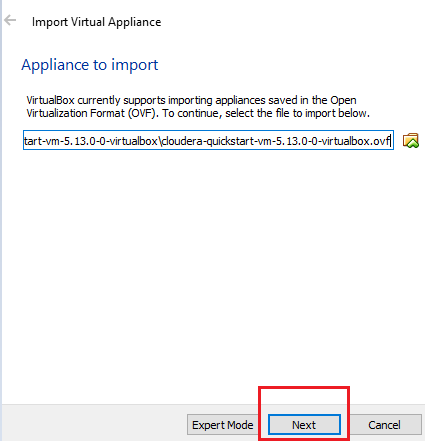 Import Virtual Appliance
Appliance to import
VirtualBox currently supports importing appliances saved in the Open
Virtualization Format (OVF). To continue, select the file to import below.
tart-vm-5.13.0-0-virtualbox\cloudera-quickstart-vm-5.13.0-0-virtualbox.ovf
Expert Mode
Next
Cancel